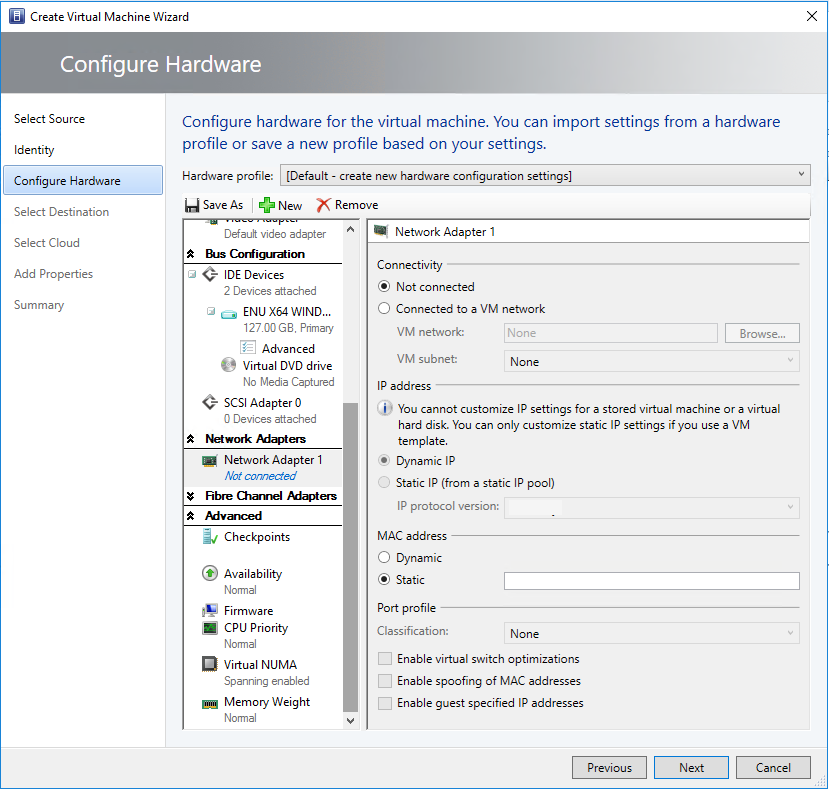 Create Virtual Machine Wizard
Configure Hardware
Select Source
Identity
Configure Hardware
Select Destination
Select Cloud
Add Properties
Summary
Configure hardware for the virtual machine. You can import settings from a hardware
profile or save a new profile based on your settings.
Hardware profile: [Default - create new hardware configuration settings]
Save As New Remove
Video Adapter
Default video adapter
Bus Configuration
IDE Devices
2 Devices attached
ENU X64 WIND...
127.00 GB, Primary
Advanced
Virtual DVD drive
No Media Captured
SCSI Adapter 0
0 Devices attached
Network Adapters
Network Adapter 1
Not connected
Fibre Channel Adapters
Advanced
Checkpoints
Availability
Normal
Firmware
CPU Priority
Normal
Virtual NUMA
Spanning enabled
Memory Weight
Normal
Network Adapter 1
Connectivity
Not connected
Connected to a VM network
VM network: None Browse...
VM subnet: None
IP address
You cannot customize IP settings for a stored virtual machine or a virtual
hard disk. You can only customize static IP settings if you use a VM
template.
Dynamic IP
Static IP (from a static IP pool)
IP protocol version:
MAC address
Dynamic
Static
Port profile
Classification: None
Enable virtual switch optimizations
Enable spoofing of MAC addresses
Enable guest specified IP addresses
Previous Next Cancel